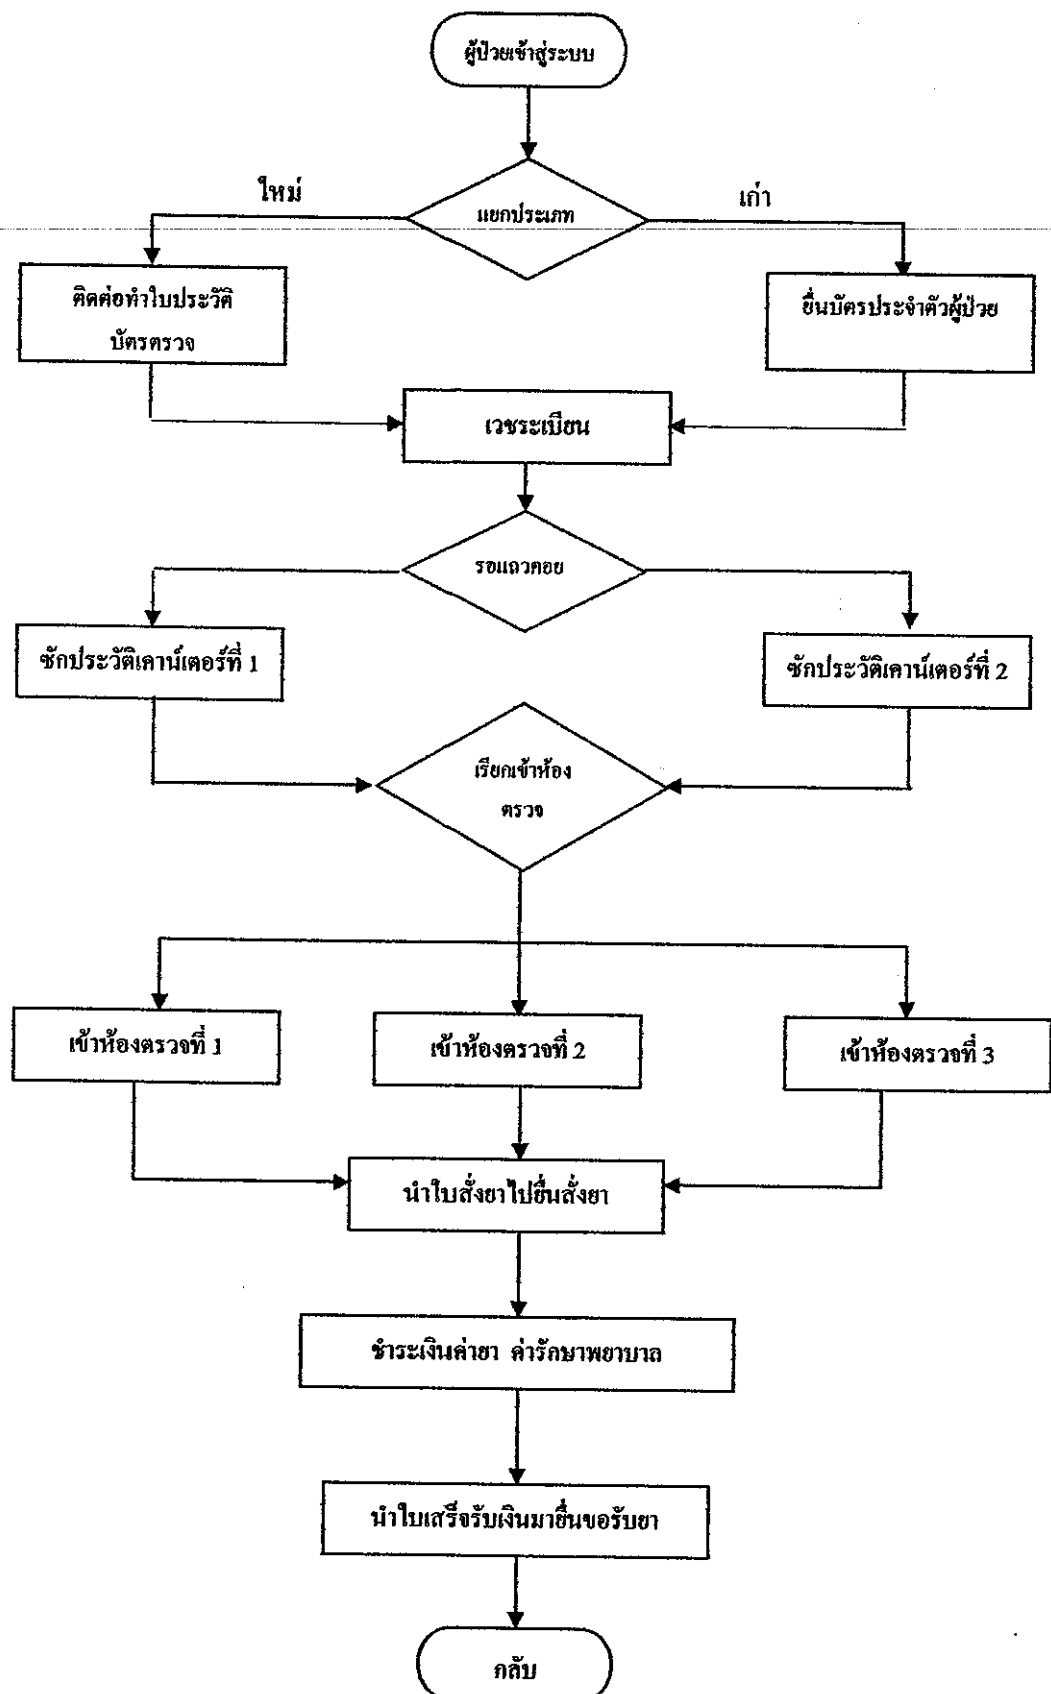 ผู้ป่วยเข้าสู่ระบบ
ใหม่
แยกประเภท
เก่า
ติดต่อทำใบประวัติ
บัตรตรวจ
ยื่นบัตรประจำตัวผู้ป่วย
เวชระเบียน
รอแถวคอย
ซักประวัติเคาน์เตอร์ที่ 1
ซักประวัติเคาน์เตอร์ที่ 2
เรียกเข้าห้อง
ตรวจ
เข้าห้องตรวจที่ 1
เข้าห้องตรวจที่ 2
เข้าห้องตรวจที่ 3
นำใบสั่งยาไปยื่นสั่งยา
ชำระเงินค่ายา ค่ารักษาพยาบาล
นำใบเสร็จรับเงินมายื่นขอรับยา
กลับ